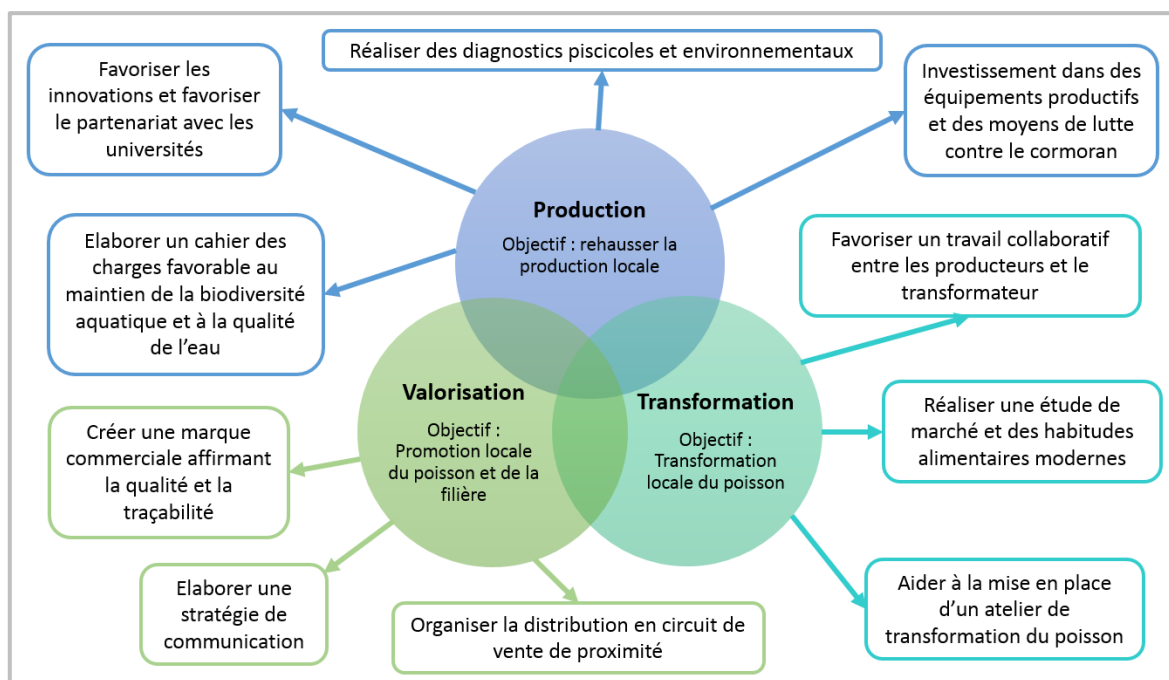 Réaliser des diagnostics piscicoles et environnementaux
Favoriser les
innovations et favoriser
le partenariat avec les
universités
Investissement dans des
équipements productifs
et des moyens de lutte
contre le cormoran
Production
Objectif : rehausser la
production locale
Elaborer un cahier des
charges favorable au
maintien de la biodiversité
aquatique et à la qualité
de l’eau
Favoriser un travail collaboratif
entre les producteurs et le
transformateur
Valorisation
Objectif :
Promotion locale
du poisson et de la
filière
Transformation
Objectif :
Transformation
locale du poisson
Créer une marque
commerciale affirmant
la qualité et la
traçabilité
Réaliser une étude de
marché et des habitudes
alimentaires modernes
Elaborer une
stratégie de
communication
Organiser la distribution en circuit de
vente de proximité
Aider à la mise en place
d’un atelier de
transformation du poisson